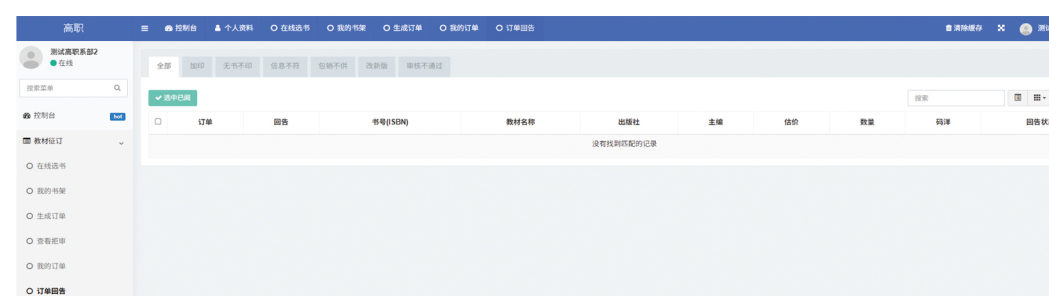 高职 控制台 个人资料 在线选书 我的书架 生成订单 我的订单 订单回告 清除缓存
测试高职系部2
在线
全部 加印 无书不印 信息不符 包销不供 改新版 审核不通过
搜索菜单
选中已阅 搜索
控制台 hot
订单 回告 书号(ISBN) 教材名称 出版社 主编 估价 数量 码洋 回告状
教材征订
没有找到匹配的记录
在线选书
我的书架
生成订单
查看拒审
我的订单
订单回告